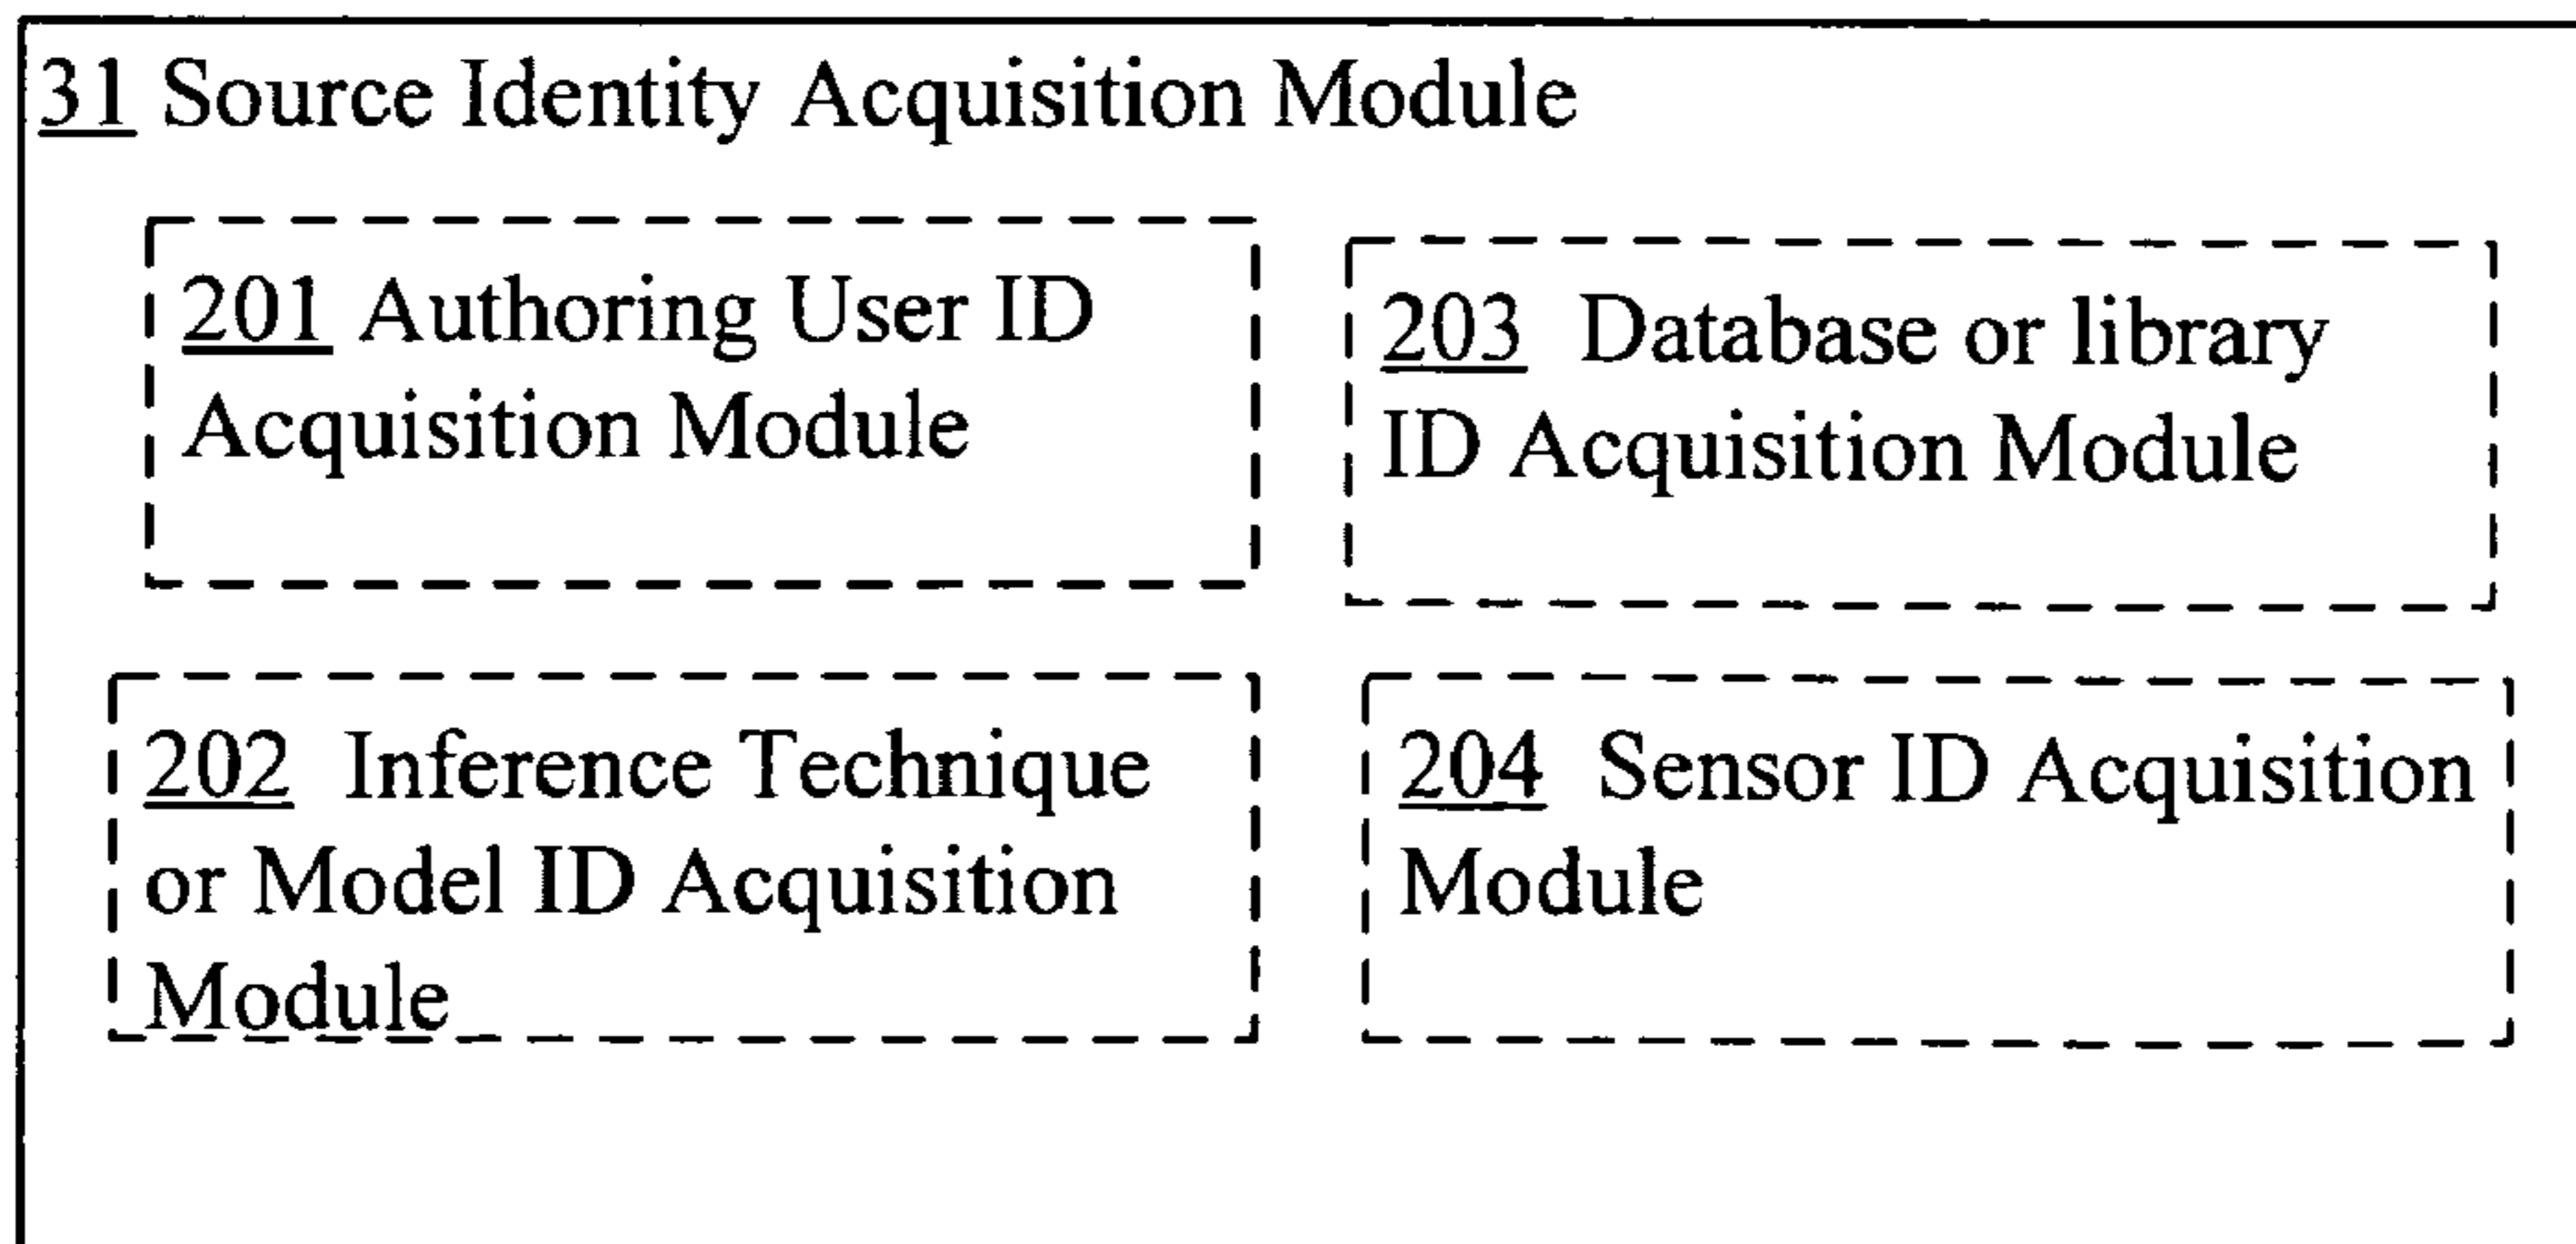 31 Source Identity Acquisition Module
201 Authoring User ID
Acquisition Module
203 Database or library
ID Acquisition Module
202 Inference Technique
or Model ID Acquisition
Module
204 Sensor ID Acquisition
Module